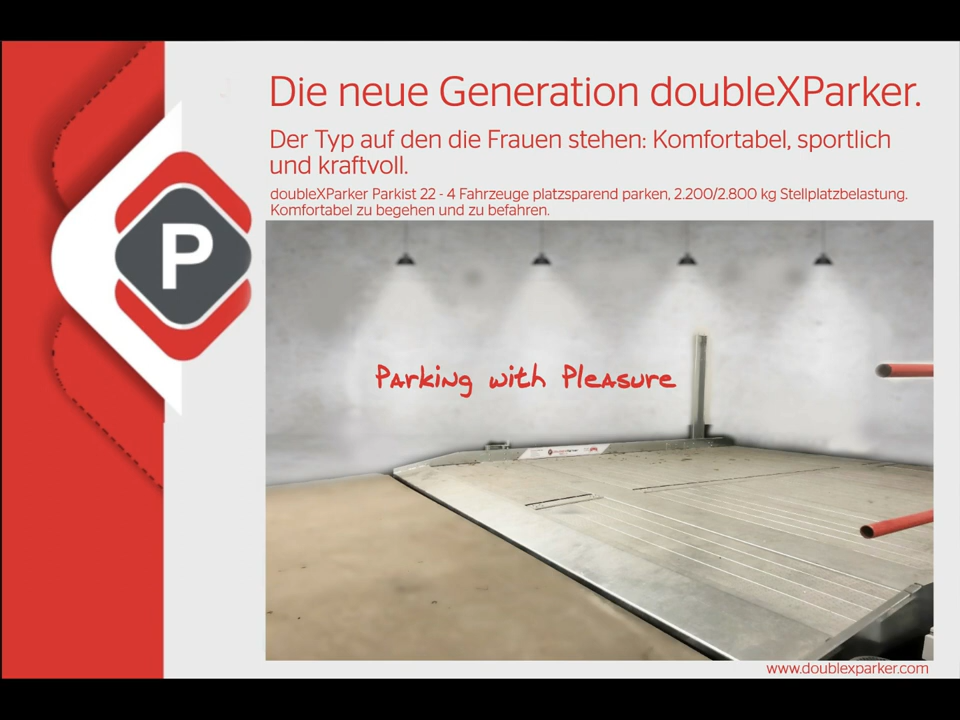 Die neue Generation doubleXParker.
Der Typ auf den die Frauen stehen: Komfortabel, sportlich
und kraftvoll.
doubleXParker Parkist 22 - 4 Fahrzeuge platzsparend parken, 2.200/2.800 kg Stellplatzbelastung.
Komfortabel zu begehen und zu befahren.
P
Parking with Pleasure
www.doublexparker.com